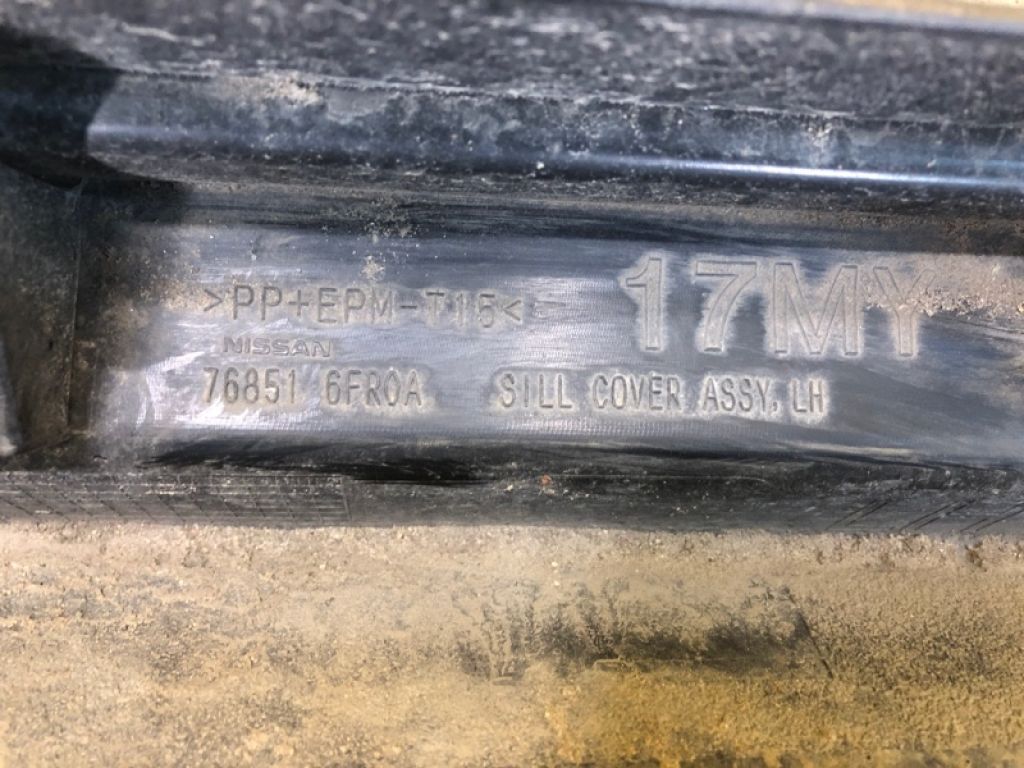 >PP+EPM-T15<
17MY
NISSAN
76851 6FR0A SILL COVER ASSY, LH